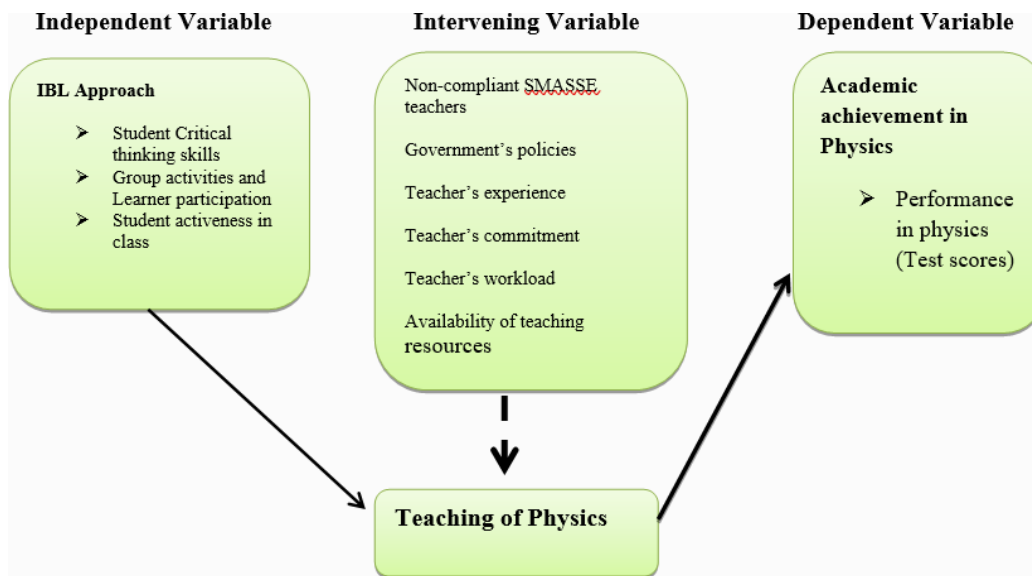 Independent Variable
Intervening Variable
Dependent Variable
IBL Approach
➢ Student Critical
thinking skills
➢ Group activities and
Learner participation
➢ Student activeness in
class
Non-compliant SMASSE
teachers
Government's policies
Teacher's experience
Teacher's commitment
Teacher's workload
Availability of teaching
resources
Academic
achievement in
Physics
➢ Performance
in physics
(Test scores)
Teaching of Physics